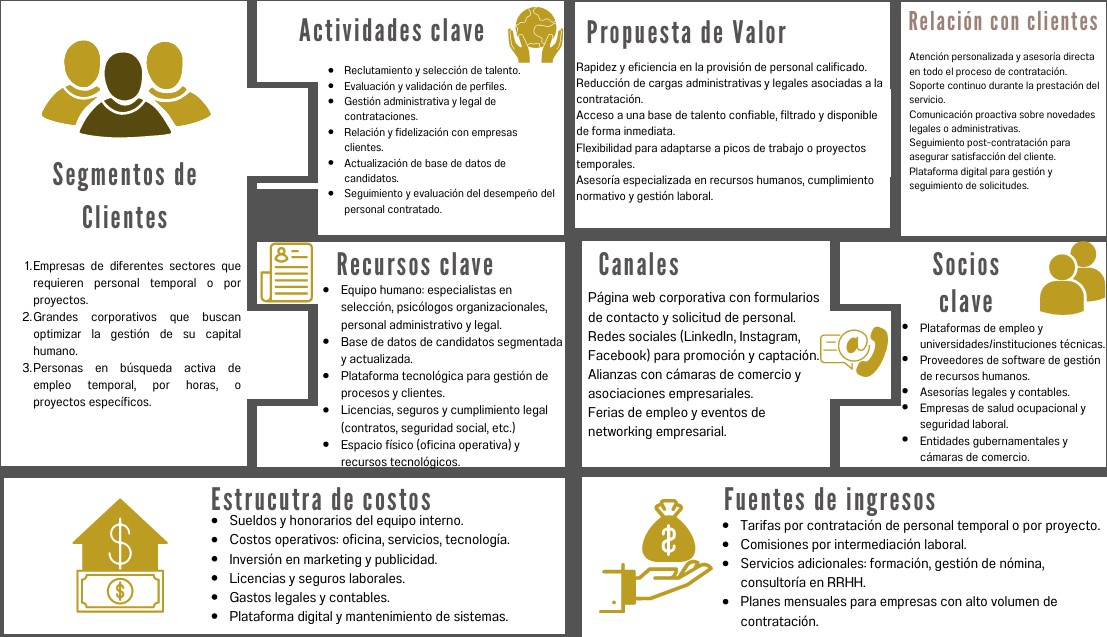 Segmentos de
Clientes
1.Empresas de diferentes sectores que
requieren personal temporal o por
proyectos.
2.Grandes corporativos que buscan
optimizar la gestión de su capital
humano.
3.Personas en búsqueda activa de
empleo temporal, por horas, o
proyectos específicos.
Actividades clave
Reclutamiento y selección de talento.
Evaluación y validación de perfiles.
Gestión administrativa y legal de
contrataciones.
Relación y fidelización con empresas
clientes.
Actualización de base de datos de
candidatos.
Seguimiento y evaluación del desempeño del
personal contratado.
Propuesta de Valor
Rapidez y eficiencia en la provisión de personal calificado.
Reducción de cargas administrativas y legales asociadas a la
contratación.
Acceso a una base de talento confiable, filtrado y disponible
de forma inmediata.
Flexibilidad para adaptarse a picos de trabajo o proyectos
temporales.
Asesoría especializada en recursos humanos, cumplimiento
normativo y gestión laboral.
Relación con clientes
Atención personalizada y asesoría directa
en todo el proceso de contratación.
Soporte continuo durante la prestación del
servicio.
Comunicación proactiva sobre novedades
legales o administrativas.
Seguimiento post-contratación para
asegurar satisfacción del cliente.
Plataforma digital para gestión y
seguimiento de solicitudes.
Recursos clave
Equipo humano: especialistas en
selección, psicólogos organizacionales,
personal administrativo y legal.
Base de datos de candidatos segmentada
y actualizada.
Plataforma tecnológica para gestión de
procesos y clientes.
Licencias, seguros y cumplimiento legal
(contratos, seguridad social, etc.)
Espacio físico (oficina operativa) y
recursos tecnológicos.
Canales
Página web corporativa con formularios
de contacto y solicitud de personal.
Redes sociales (LinkedIn, Instagram,
Facebook) para promoción y captación.
Alianzas con cámaras de comercio y
asociaciones empresariales.
Ferias de empleo y eventos de
networking empresarial.
Socios
clave
Plataformas de empleo y
universidades/instituciones técnicas.
Proveedores de software de gestión
de recursos humanos.
Asesorías legales y contables.
Empresas de salud ocupacional y
seguridad laboral.
Entidades gubernamentales y
cámaras de comercio.
Estrucutra de costos
Sueldos y honorarios del equipo interno.
Costos operativos: oficina, servicios, tecnología.
Inversión en marketing y publicidad.
Licencias y seguros laborales.
Gastos legales y contables.
Plataforma digital y mantenimiento de sistemas.
Fuentes de ingresos
Tarifas por contratación de personal temporal o por proyecto.
Comisiones por intermediación laboral.
Servicios adicionales: formación, gestión de nómina,
consultoría en RRHH.
Planes mensuales para empresas con alto volumen de
contratación.